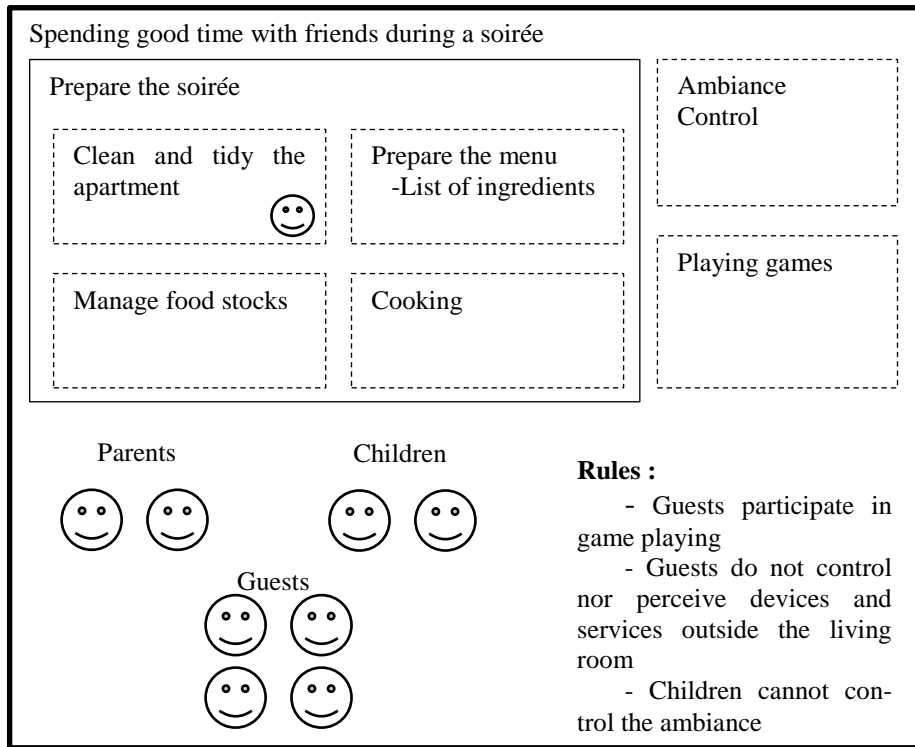 Spending good time with friends during a soirée
Prepare the soirée
Clean and tidy the
apartment
Prepare the menu
-List of ingredients
Manage food stocks
Cooking
Ambiance
Control
Playing games
Parents
Children
Guests
Rules :
- Guests participate in
game playing
- Guests do not control
nor perceive devices and
services outside the living
room
- Children cannot con-
trol the ambiance